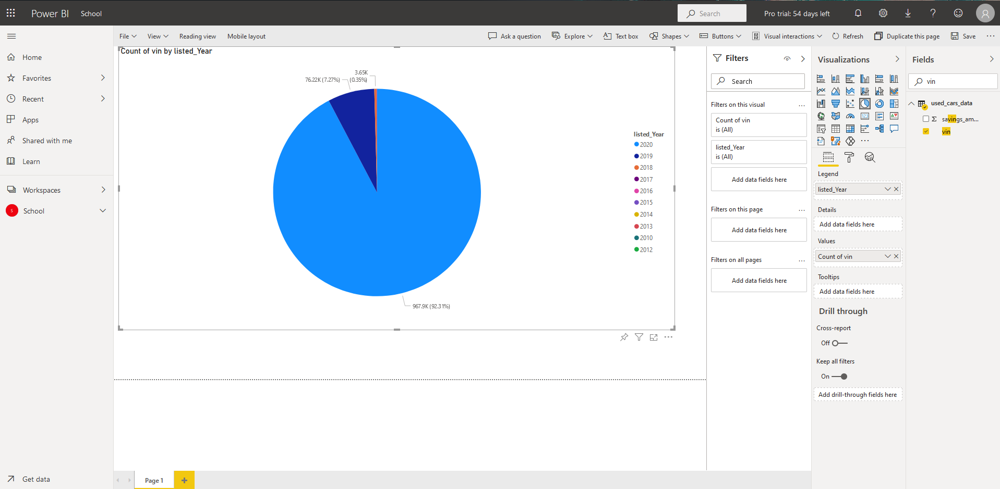 Power BI School
Search
Pro trial: 54 days left
File View Reading view Mobile layout
Ask a question Explore Text box Shapes Buttons Visual interactions Refresh Duplicate this page Save
Home
Favorites
Recent
Apps
Shared with me
Learn
Workspaces
S School
Get data
Count of vin by listed_Year
3.65K
(0.35%)
76.22K (7.27%)
967.9K (92.31%)
listed_Year
2020
2019
2018
2017
2016
2015
2014
2013
2010
2012
Page 1
Filters
Search
Filters on this visual
Count of vin
is (All)
listed_Year
is (All)
Add data fields here
Filters on this page
Add data fields here
Filters on all pages
Add data fields here
Visualizations
123
Legend
listed_Year
Details
Add data fields here
Values
Count of vin
Tooltips
Add data fields here
Drill through
Cross-report
Off
Keep all filters
On
Add drill-through fields here
Fields
vin
used_cars_data
Σ savings_am...
vin